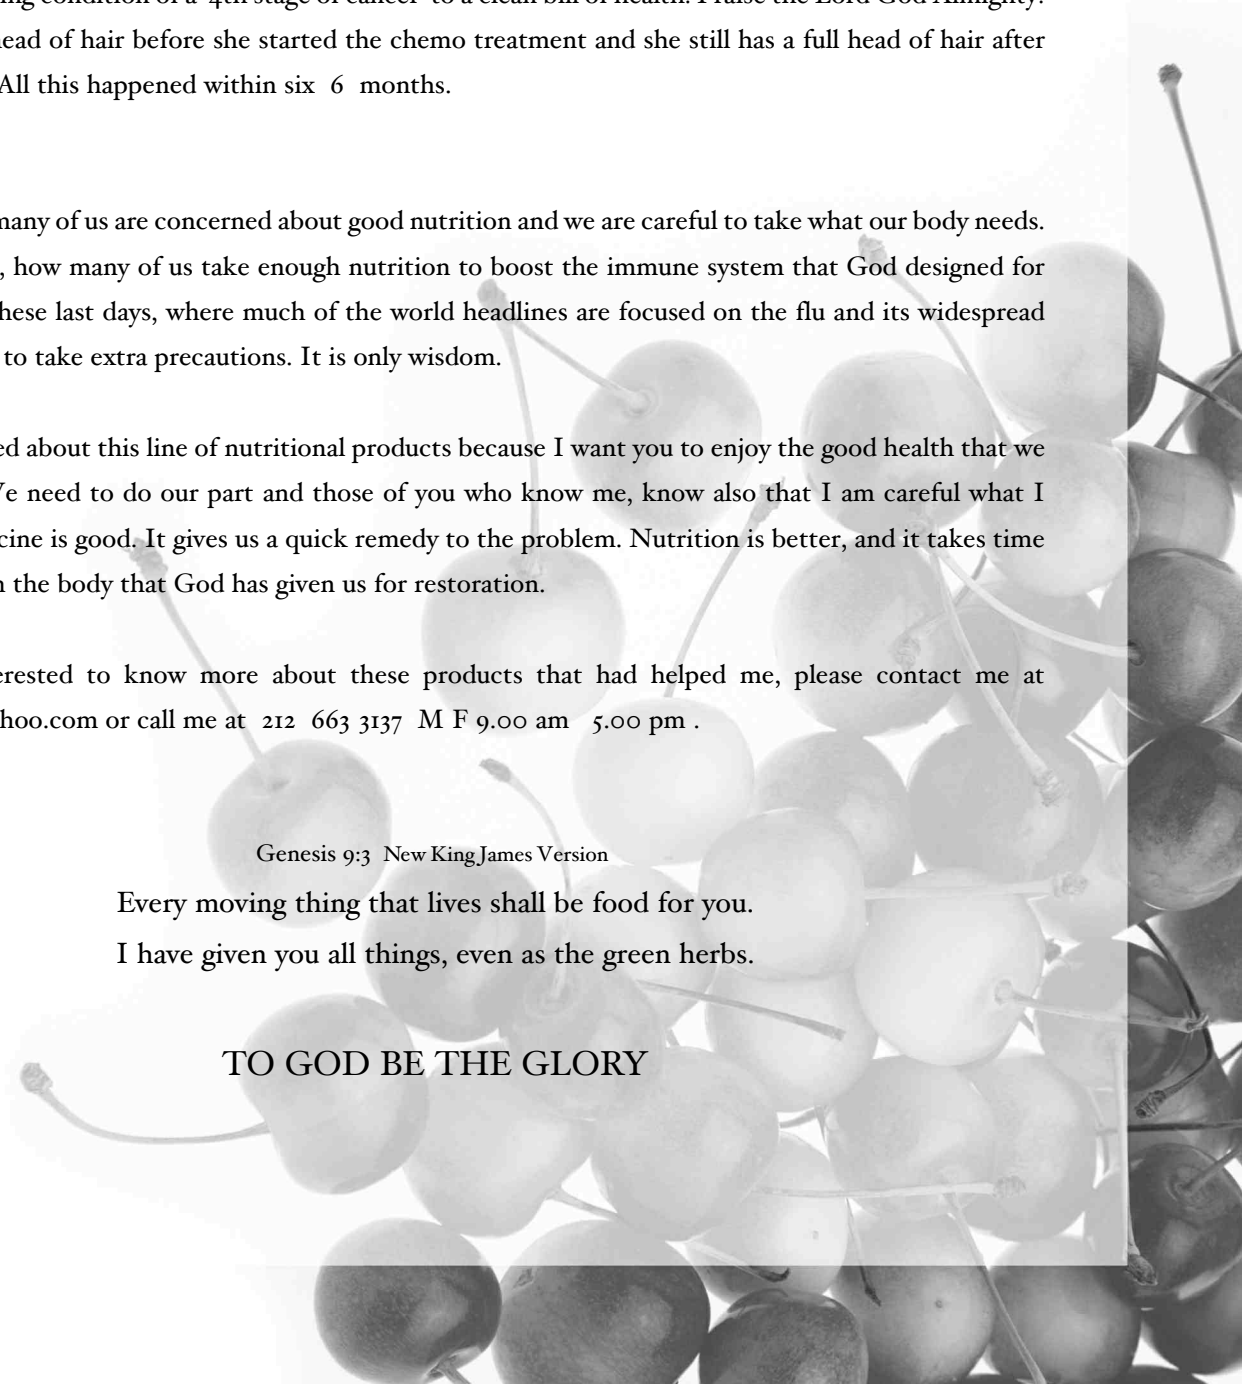 condition of a 4th stage of cancer to a clean bill of health. Praise the Lord God Almighty.
head of hair before she started the chemo treatment and she still has a full head of hair after
All this happened within six 6 months.
many of us are concerned about good nutrition and we are careful to take what our body needs.
, how many of us take enough nutrition to boost the immune system that God designed for
these last days, where much of the world headlines are focused on the flu and its widespread
to take extra precautions. It is only wisdom.
about this line of nutritional products because I want you to enjoy the good health that we
We need to do our part and those of you who know me, know also that I am careful what I
is good. It gives us a quick remedy to the problem. Nutrition is better, and it takes time
the body that God has given us for restoration.
to know more about these products that had helped me, please contact me at
hoo.com or call me at 212 663 3137 M F 9.00 am 5.00 pm .
Genesis 9:3 New King James Version
Every moving thing that lives shall be food for you.
I have given you all things, even as the green herbs.
TO GOD BE THE GLORY